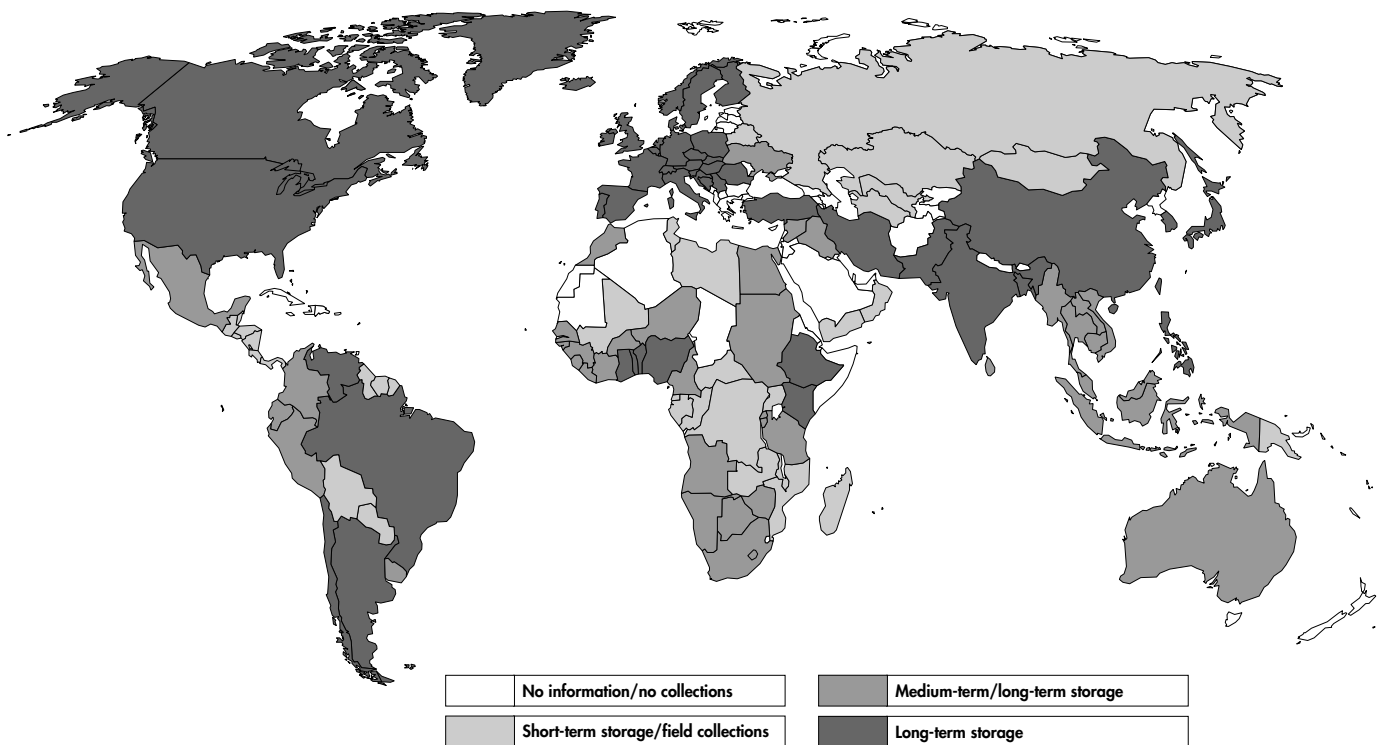 No information/no collections
Medium-term/long-term storage
Short-term storage/field collections
Long-term storage